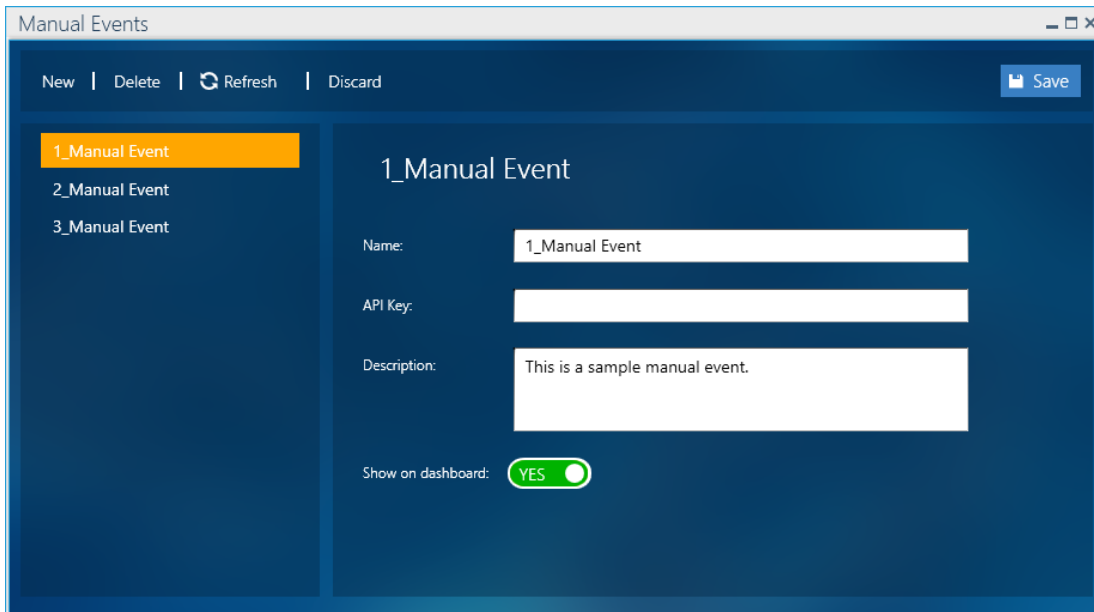 Manual Events
New | Delete | Refresh | Discard
Save
1_Manual Event
2_Manual Event
3_Manual Event
1_Manual Event
Name: 1_Manual Event
API Key:
Description: This is a sample manual event.
Show on dashboard: YES